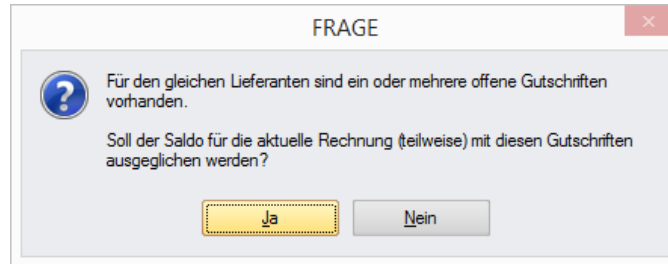 FRAGE
Für den gleichen Lieferanten sind ein oder mehrere offene Gutschriften
vorhanden.
Soll der Saldo für die aktuelle Rechnung (teilweise) mit diesen Gutschriften
ausgeglichen werden?
Ja
Nein